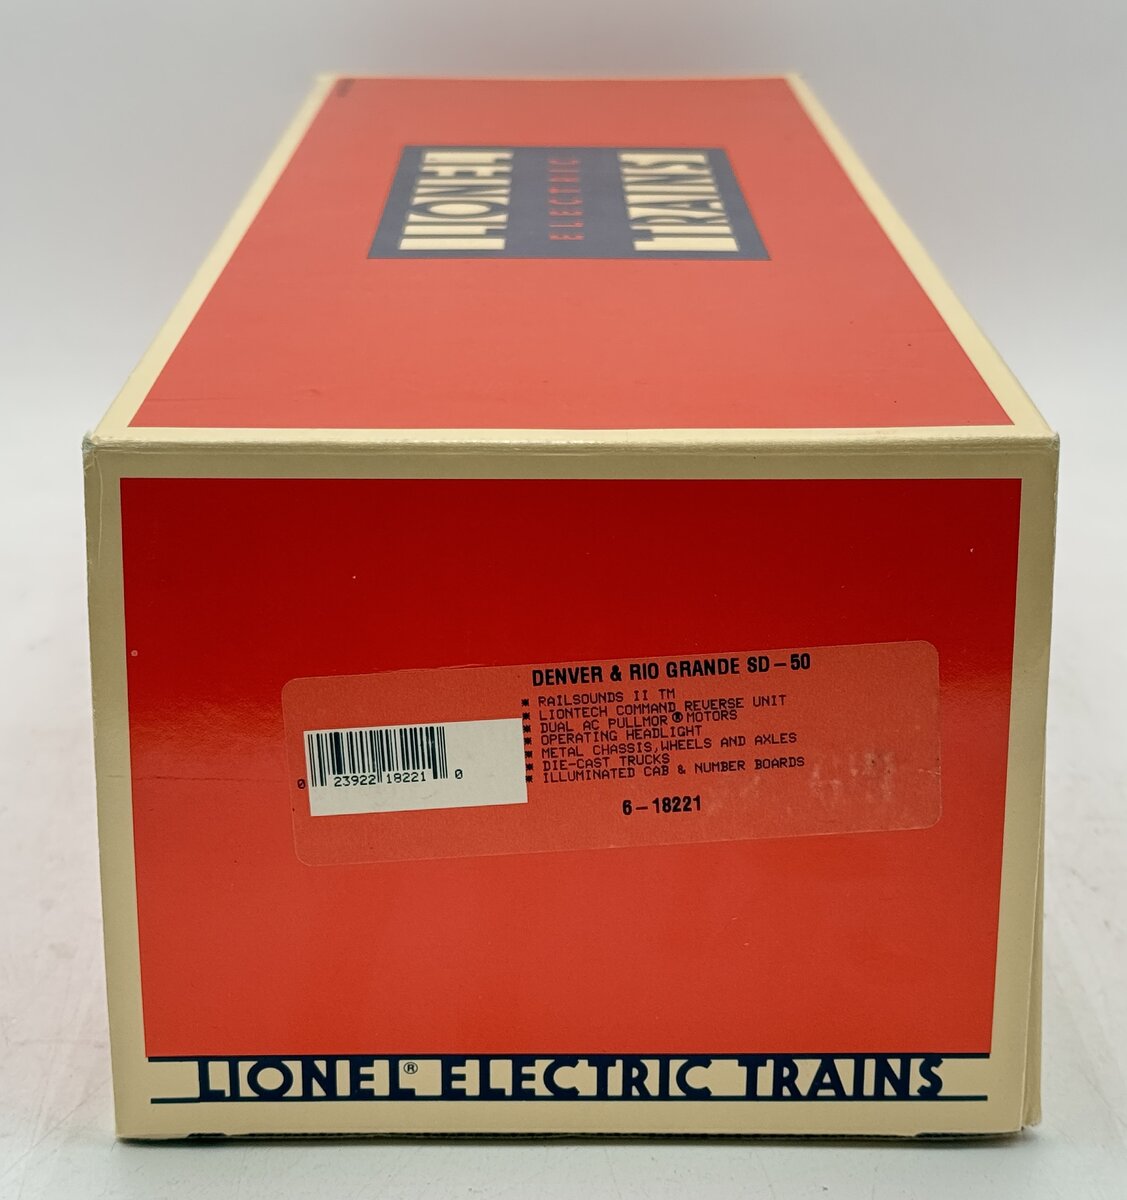 LIONEL
ELECTRIC
TRAINS
DENVER & RIO GRANDE SD-50
* RAILSOUNDS II TM
* LIONTECH COMMAND REVERSE UNIT
* DUAL AC PULLMOR® MOTORS
* OPERATING HEADLIGHT
* METAL CHASSIS, WHEELS AND AXLES
* DIE-CAST TRUCKS
* ILLUMINATED CAB & NUMBER BOARDS
0 23922 18221 0
6-18221
LIONEL® ELECTRIC TRAINS